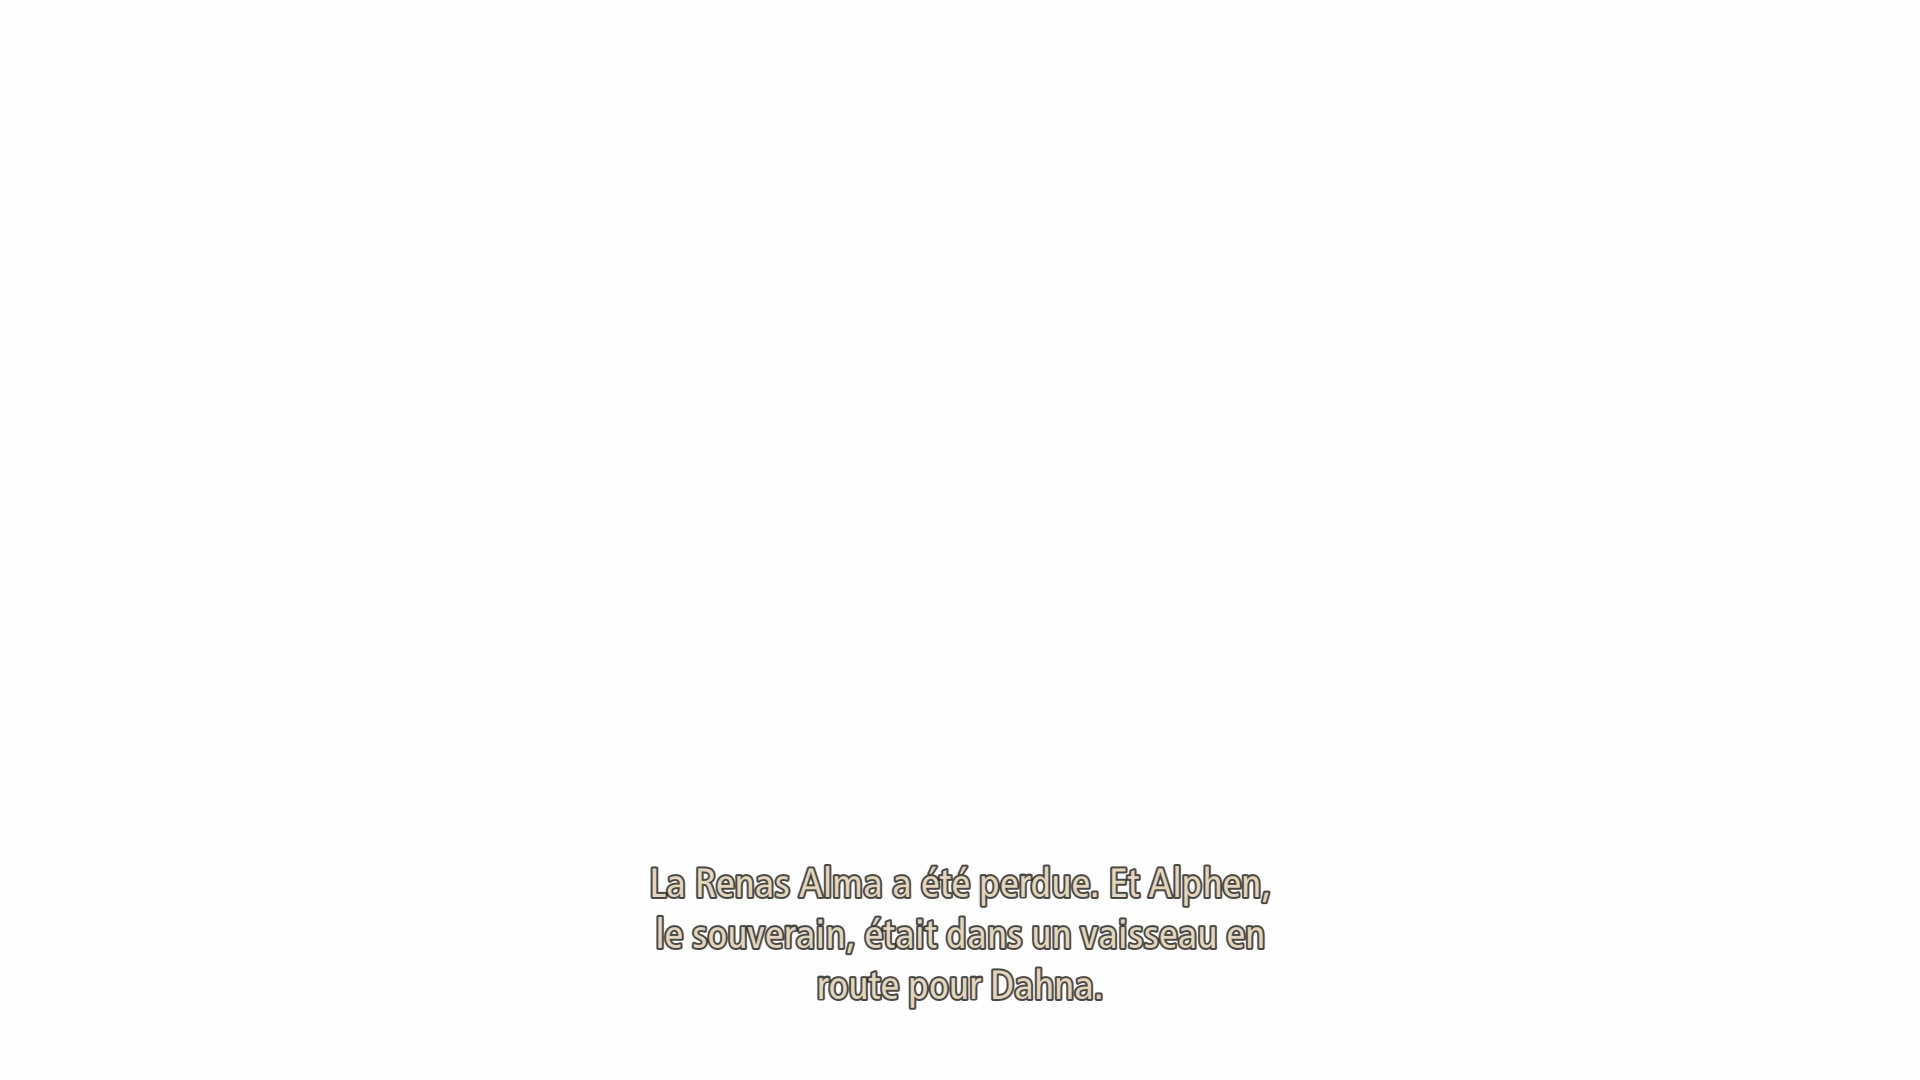 La Renas Alma a été perdue. Et Alphen,
le souverain, était dans un vaisseau en
route pour Dahna.